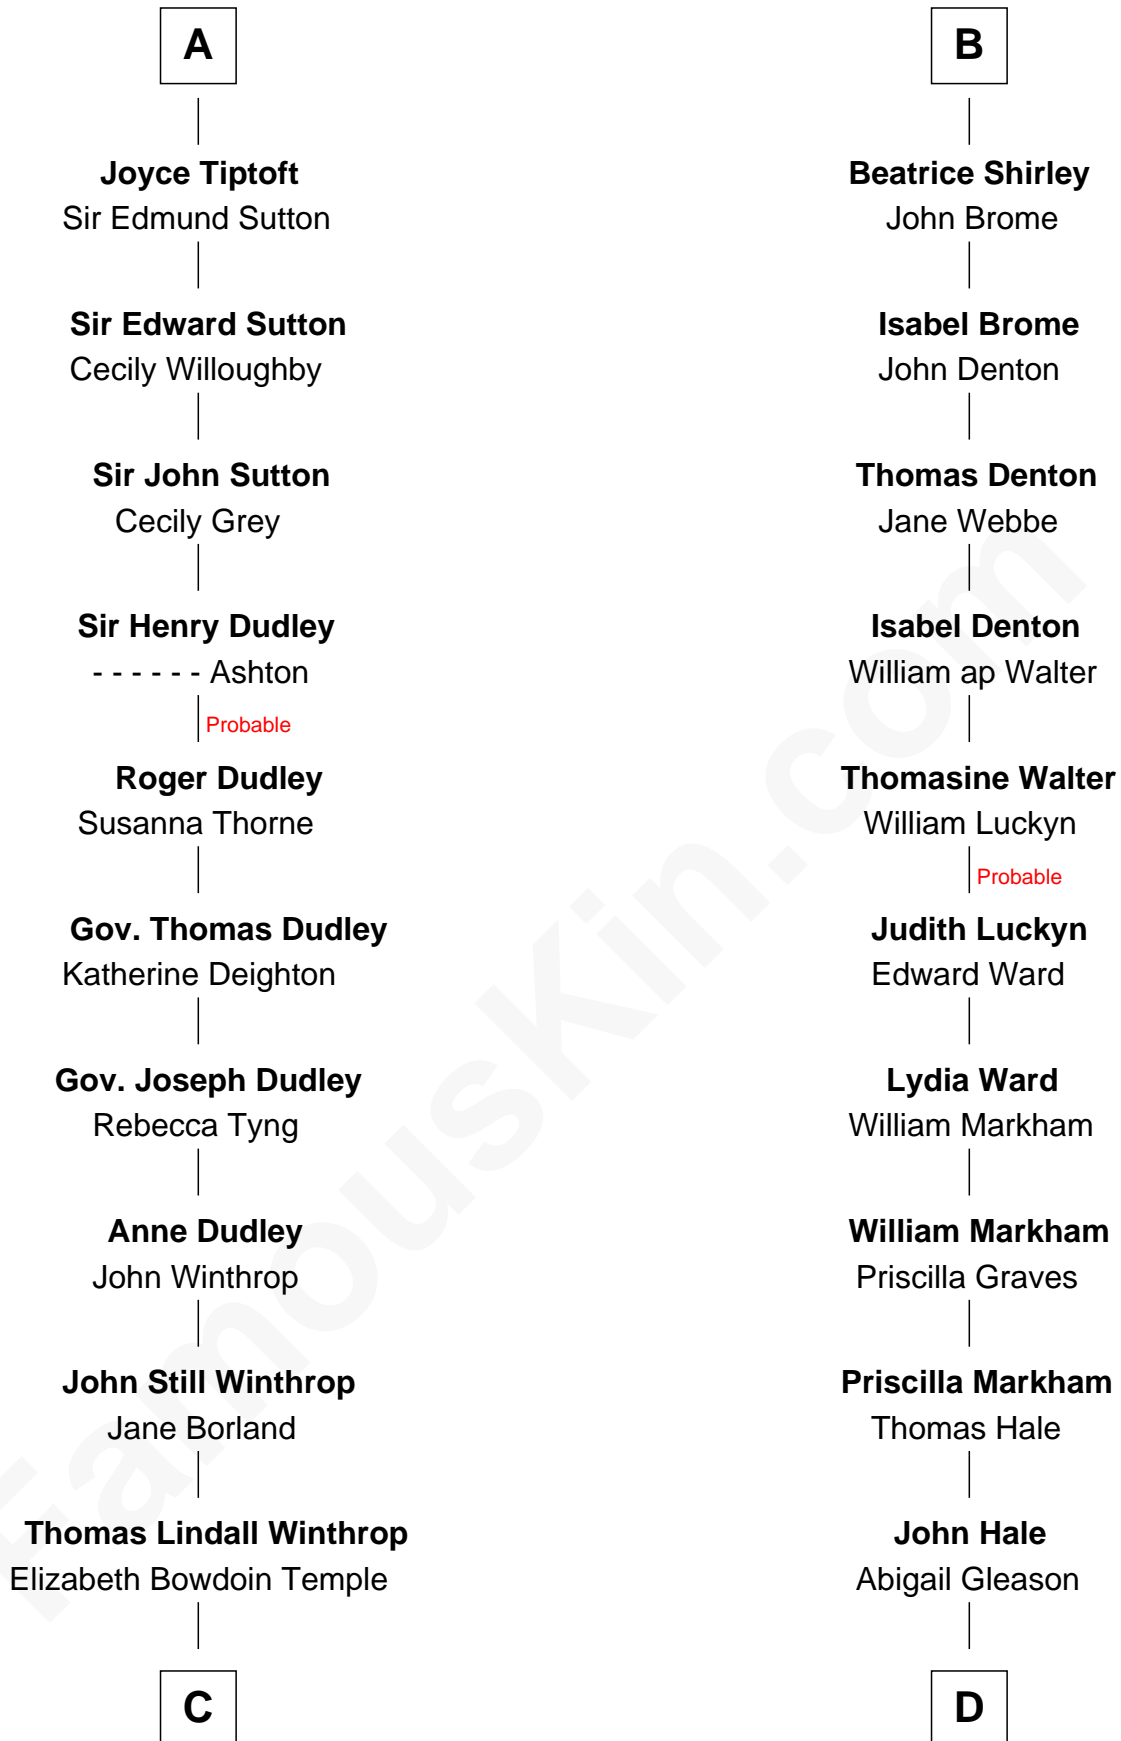 A
Joyce Tiptoft
Sir Edmund Sutton
Sir Edward Sutton
Cecily Willoughby
Sir John Sutton
Cecily Grey
Sir Henry Dudley
- - - - - - Ashton
Probable
Roger Dudley
Susanna Thorne
Gov. Thomas Dudley
Katherine Deighton
Gov. Joseph Dudley
Rebecca Tyng
Anne Dudley
John Winthrop
John Still Winthrop
Jane Borland
Thomas Lindall Winthrop
Elizabeth Bowdoin Temple
C
B
Beatrice Shirley
John Brome
Isabel Brome
John Denton
Thomas Denton
Jane Webbe
Isabel Denton
William ap Walter
Thomasine Walter
William Luckyn
Probable
Judith Luckyn
Edward Ward
Lydia Ward
William Markham
William Markham
Priscilla Graves
Priscilla Markham
Thomas Hale
John Hale
Abigail Gleason
D
FamousKin.com